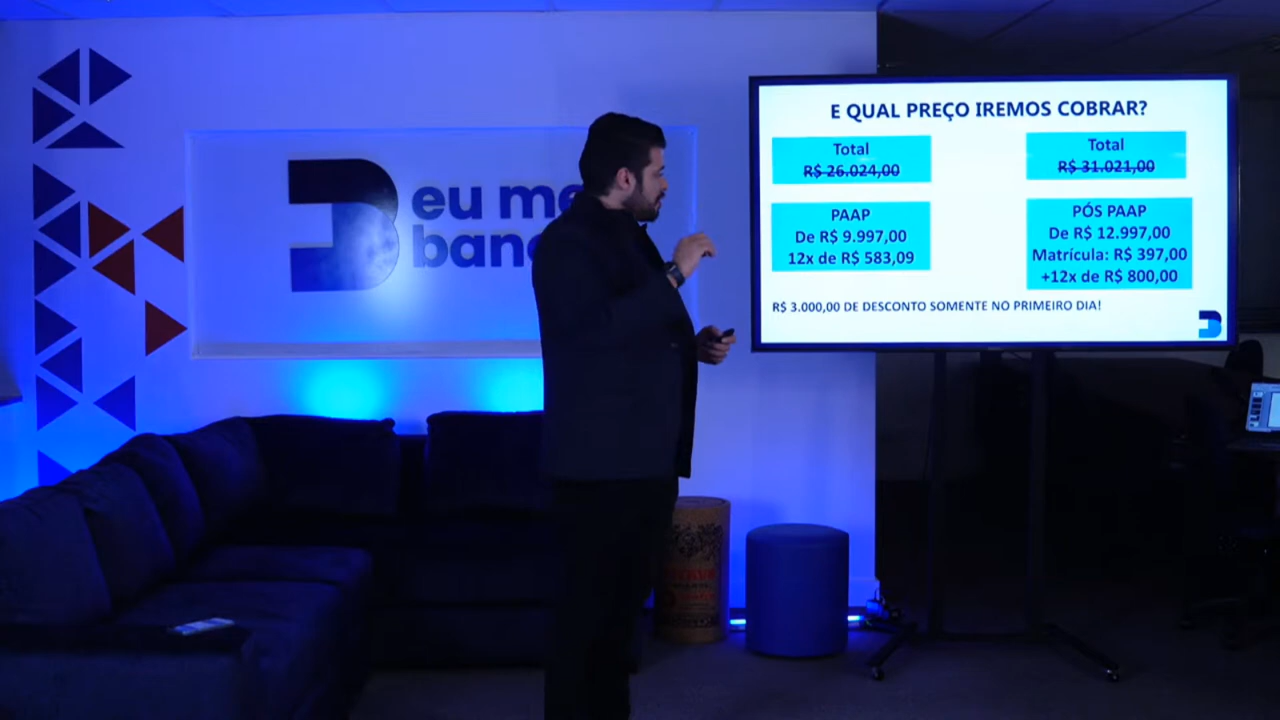 E QUAL PREÇO IREMOS COBRAR?
Total
R$ 26.024,00
PAAP
De R$ 9.997,00
12x de R$ 583,09
Total
R$ 31.021,00
PÓS PAAP
De R$ 12.997,00
Matrícula: R$ 397,00
+12x de R$ 800,00
R$ 3.000,00 DE DESCONTO SOMENTE NO PRIMEIRO DIA!
eu me